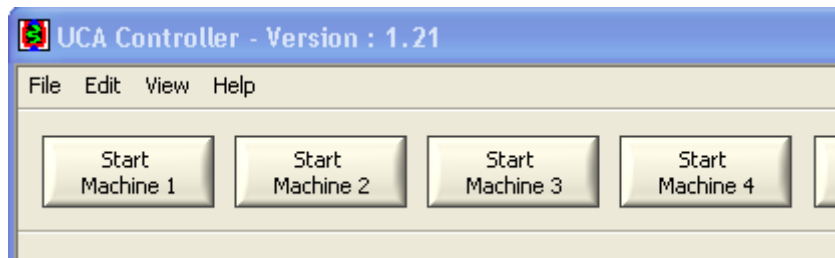 UCA Controller - Version : 1.21
File Edit View Help
Start Start Start Start
Machine 1 Machine 2 Machine 3 Machine 4